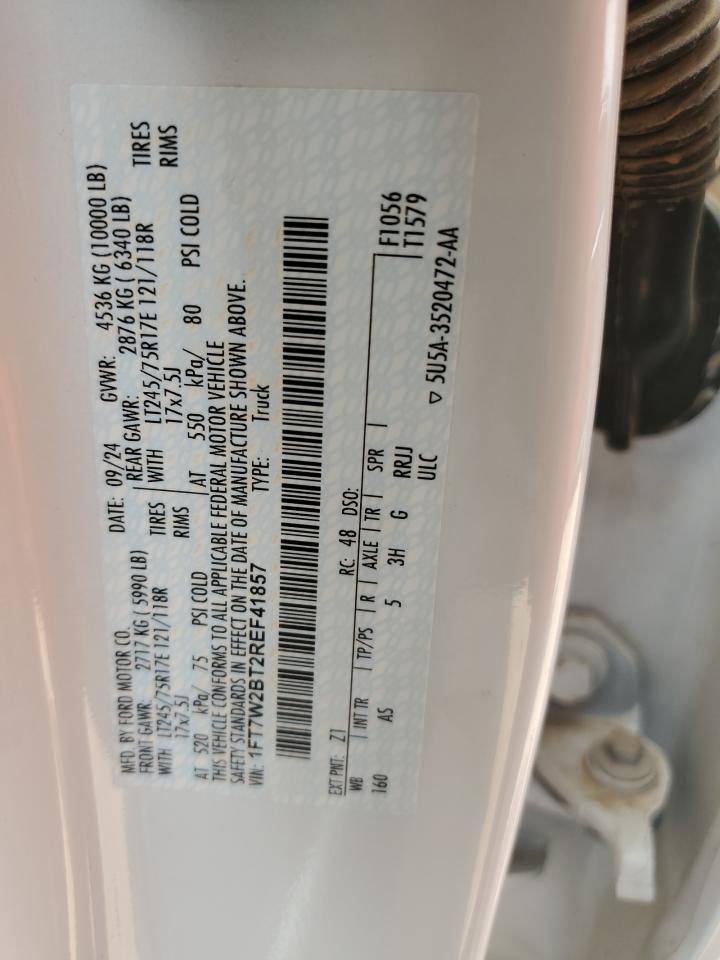 MFD. BY FORD MOTOR CO.
DATE: 09/24 GVWR: 4536 KG (10000 LB)
FRONT GAWR: 2717 KG ( 5990 LB) REAR GAWR: 2876 KG ( 6340 LB)
WITH LT245/75R17E 121/118R TIRES WITH LT245/75R17E 121/118R TIRES
17x7.5J RIMS 17x7.5J RIMS
AT 520 kPa/ 75 PSI COLD AT 550 kPa/ 80 PSI COLD
THIS VEHICLE CONFORMS TO ALL APPLICABLE FEDERAL MOTOR VEHICLE
SAFETY STANDARDS IN EFFECT ON THE DATE OF MANUFACTURE SHOWN ABOVE.
VIN: 1FT7W2BT2REF41857 TYPE: Truck
EXT PNT: Z1 RC: 48 DSO:
WB INT TR TP/PS R AXLE TR SPR F1056
160 AS 5 3H G RRJJ T1579
ULC ▽ 5U5A-3520472-AA